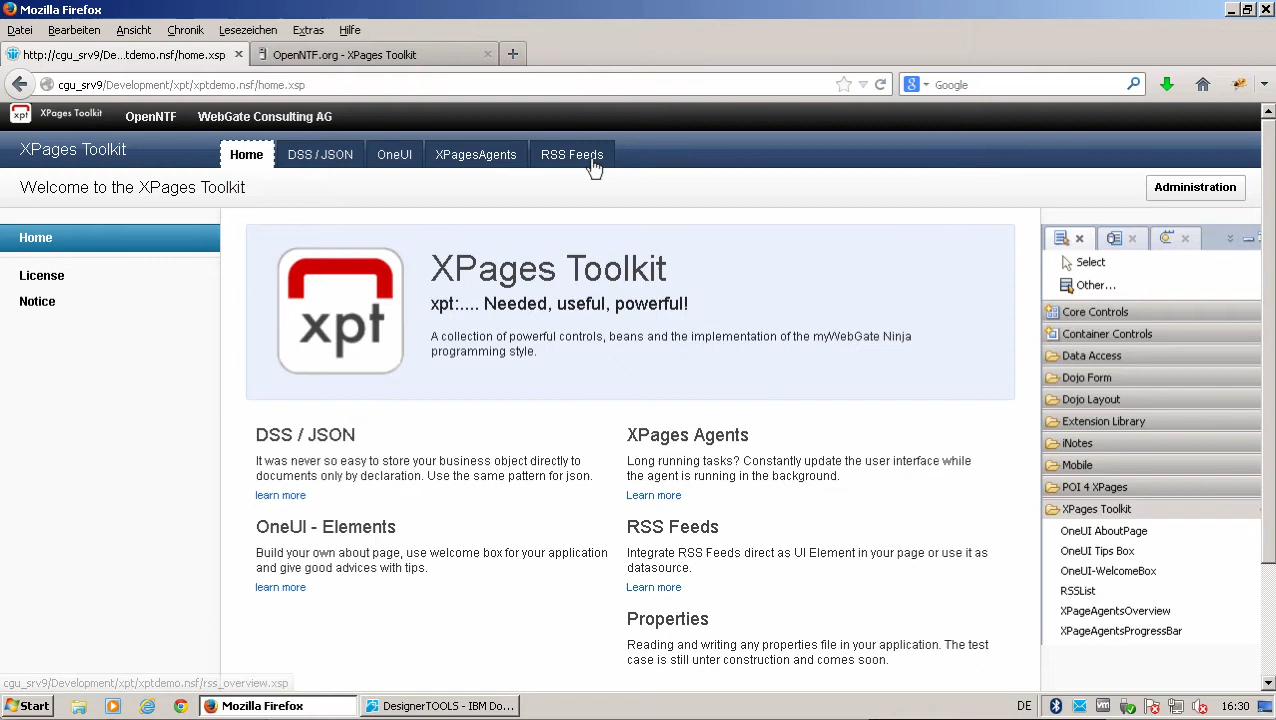 Mozilla Firefox
Datei Bearbeiten Ansicht Chronik Lesezeichen Extras Hilfe
http://cgu_srv9/De...tdemo.nsf/home.xsp × OpenNTF.org - XPages Toolkit × +
cgu_srv9/Development/xpt/xptdemo.nsf/home.xsp Google
XPages Toolkit OpenNTF WebGate Consulting AG
XPages Toolkit Home DSS / JSON OneUI XPagesAgents RSS Feeds
Welcome to the XPages Toolkit Administration
Home
License
Notice
xpt
XPages Toolkit
xpt:.... Needed, useful, powerful!
A collection of powerful controls, beans and the implementation of the myWebGate Ninja
programming style.
DSS / JSON
It was never so easy to store your business object directly to
documents only by declaration. Use the same pattern for json.
learn more
OneUI - Elements
Build your own about page, use welcome box for your application
and give good advices with tips.
learn more
XPages Agents
Long running tasks? Constantly update the user interface while
the agent is running in the background.
Learn more
RSS Feeds
Integrate RSS Feeds direct as UI Element in your page or use it as
datasource.
Learn more
Properties
Reading and writing any properties file in your application. The test
case is still unter construction and comes soon.
Select
Other...
Core Controls
Container Controls
Data Access
Dojo Form
Dojo Layout
Extension Library
iNotes
Mobile
POI 4 XPages
XPages Toolkit
OneUI AboutPage
OneUI Tips Box
OneUI-WelcomeBox
RSSList
XPageAgentsOverview
XPageAgentsProgressBar
cgu_srv9/Development/xpt/xptdemo.nsf/rss_overview.xsp
Start Mozilla Firefox DesignerTOOLS - IBM Do... DE 16:30